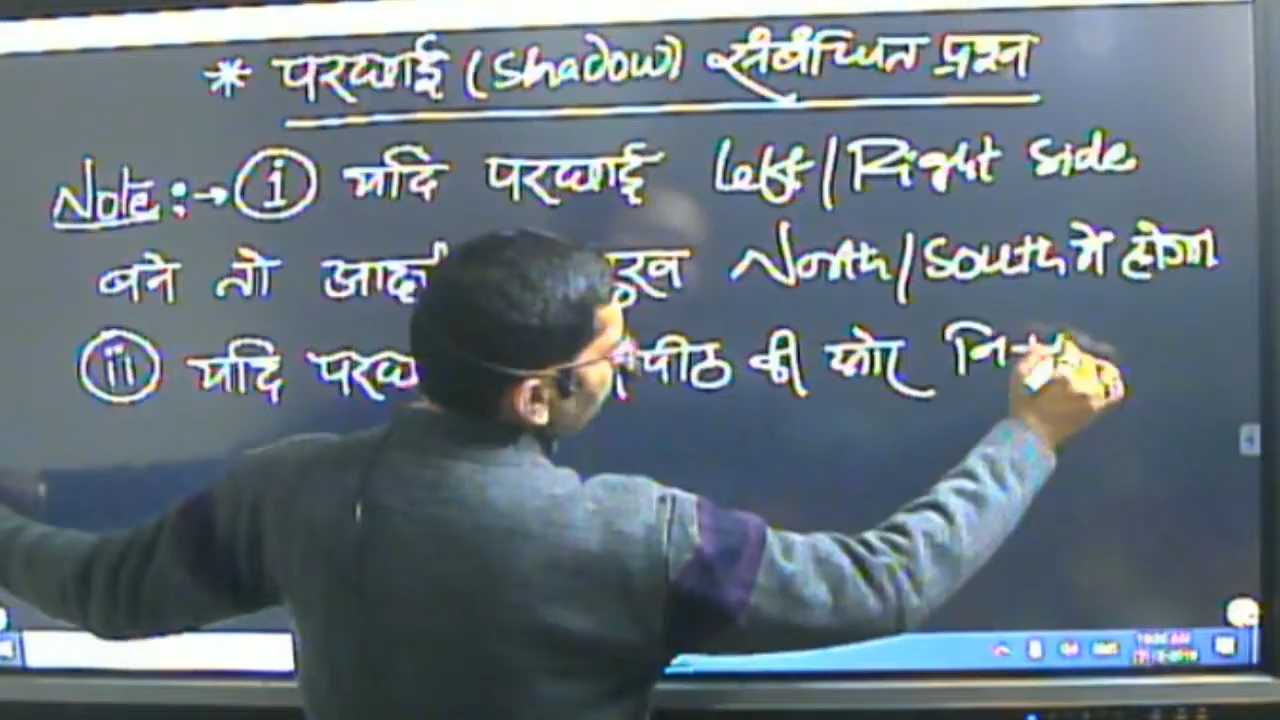 * परछाई (Shadow) संबंधित प्रश्न
Note :→ (i) यदि परछाई Left/Right side
बने तो North/South में होगा
(ii) यदि पीठ की ओर